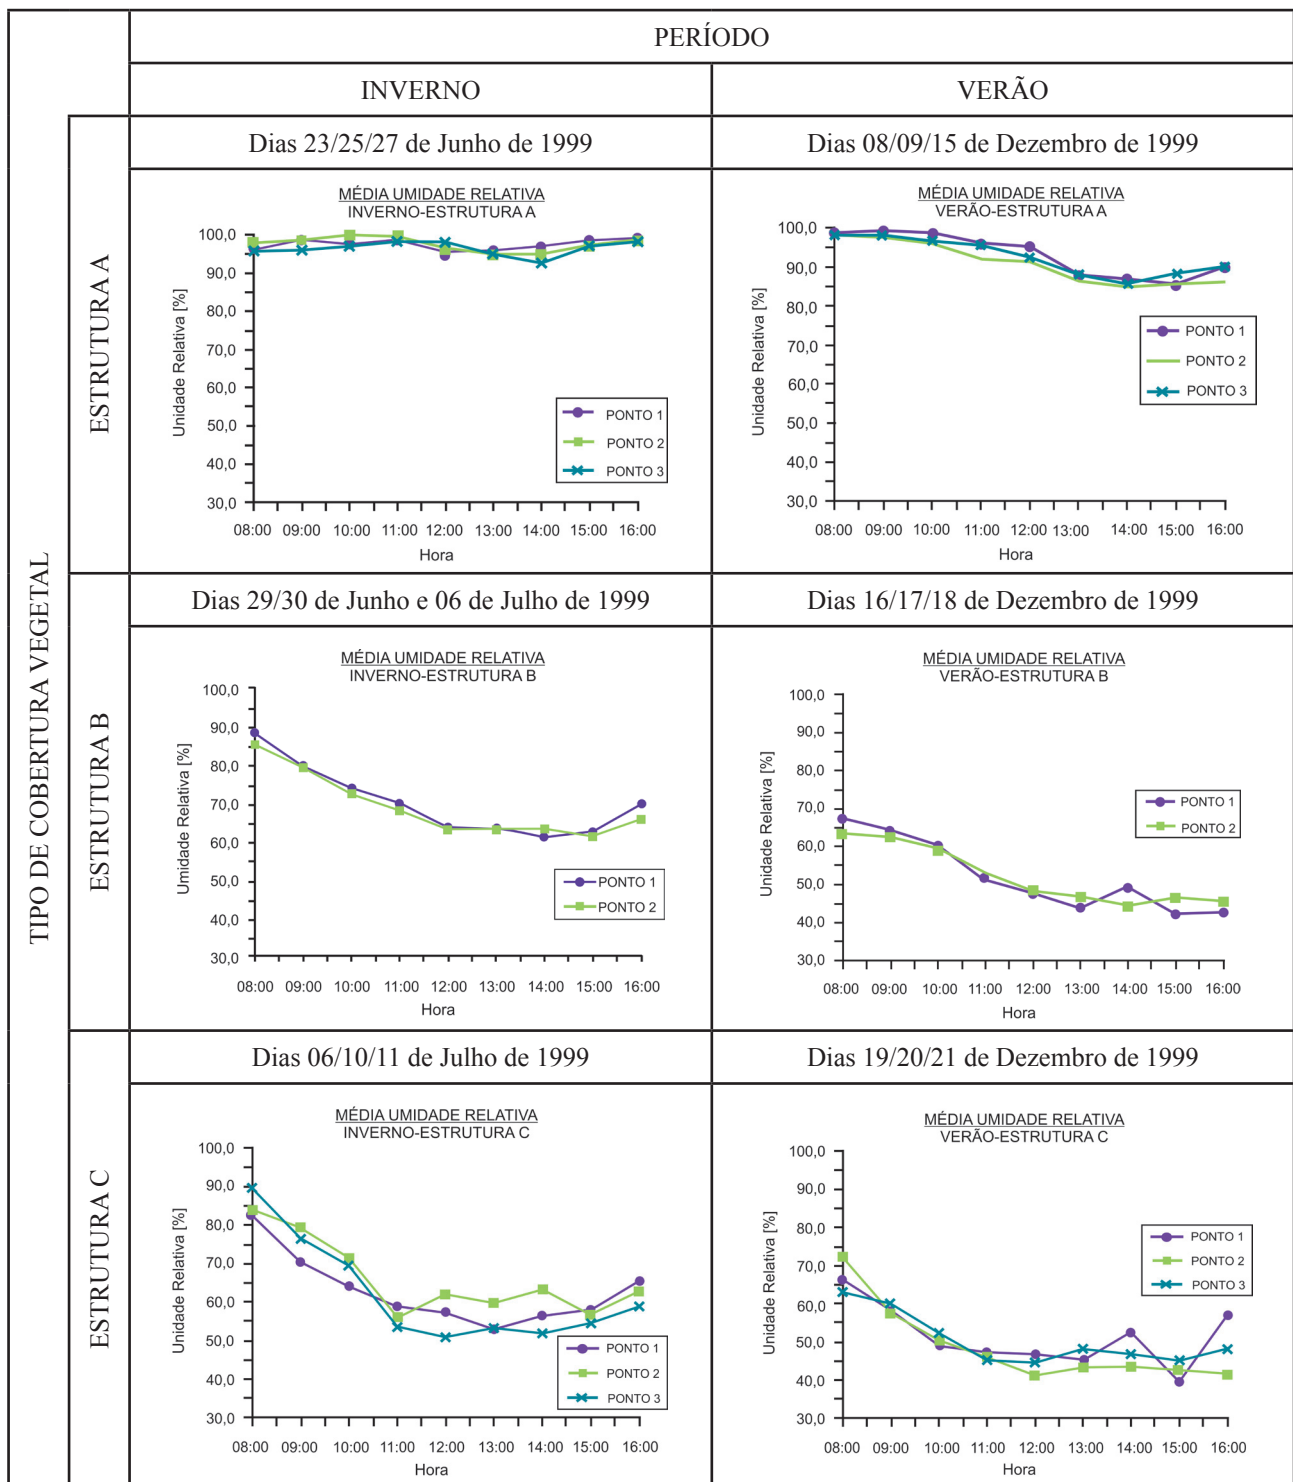 PERÍODO
INVERNO
VERÃO
TIPO DE COBERTURA VEGETAL
ESTRUTURA A
Dias 23/25/27 de Junho de 1999
MÉDIA UMIDADE RELATIVA
INVERNO-ESTRUTURA A
Unidade Relativa [%]
100,0
90,0
80,0
70,0
60,0
50,0
40,0
30,0
PONTO 1
PONTO 2
PONTO 3
08:00 09:00 10:00 11:00 12:00 13:00 14:00 15:00 16:00
Hora
Dias 08/09/15 de Dezembro de 1999
MÉDIA UMIDADE RELATIVA
VERÃO-ESTRUTURA A
Unidade Relativa [%]
100,0
90,0
80,0
70,0
60,0
50,0
40,0
30,0
PONTO 1
PONTO 2
PONTO 3
08:00 09:00 10:00 11:00 12:00 13:00 14:00 15:00 16:00
Hora
ESTRUTURA B
Dias 29/30 de Junho e 06 de Julho de 1999
MÉDIA UMIDADE RELATIVA
INVERNO-ESTRUTURA B
Unidade Relativa [%]
100,0
90,0
80,0
70,0
60,0
50,0
40,0
30,0
PONTO 1
PONTO 2
08:00 09:00 10:00 11:00 12:00 13:00 14:00 15:00 16:00
Hora
Dias 16/17/18 de Dezembro de 1999
MÉDIA UMIDADE RELATIVA
VERÃO-ESTRUTURA B
Unidade Relativa [%]
100,0
90,0
80,0
70,0
60,0
50,0
40,0
30,0
PONTO 1
PONTO 2
08:00 09:00 10:00 11:00 12:00 13:00 14:00 15:00 16:00
Hora
ESTRUTURA C
Dias 06/10/11 de Julho de 1999
MÉDIA UMIDADE RELATIVA
INVERNO-ESTRUTURA C
Unidade Relativa [%]
100,0
90,0
80,0
70,0
60,0
50,0
40,0
30,0
PONTO 1
PONTO 2
PONTO 3
08:00 09:00 10:00 11:00 12:00 13:00 14:00 15:00 16:00
Hora
Dias 19/20/21 de Dezembro de 1999
MÉDIA UMIDADE RELATIVA
VERÃO-ESTRUTURA C
Unidade Relativa [%]
100,0
90,0
80,0
70,0
60,0
50,0
40,0
30,0
PONTO 1
PONTO 2
PONTO 3
08:00 09:00 10:00 11:00 12:00 13:00 14:00 15:00 16:00
Hora